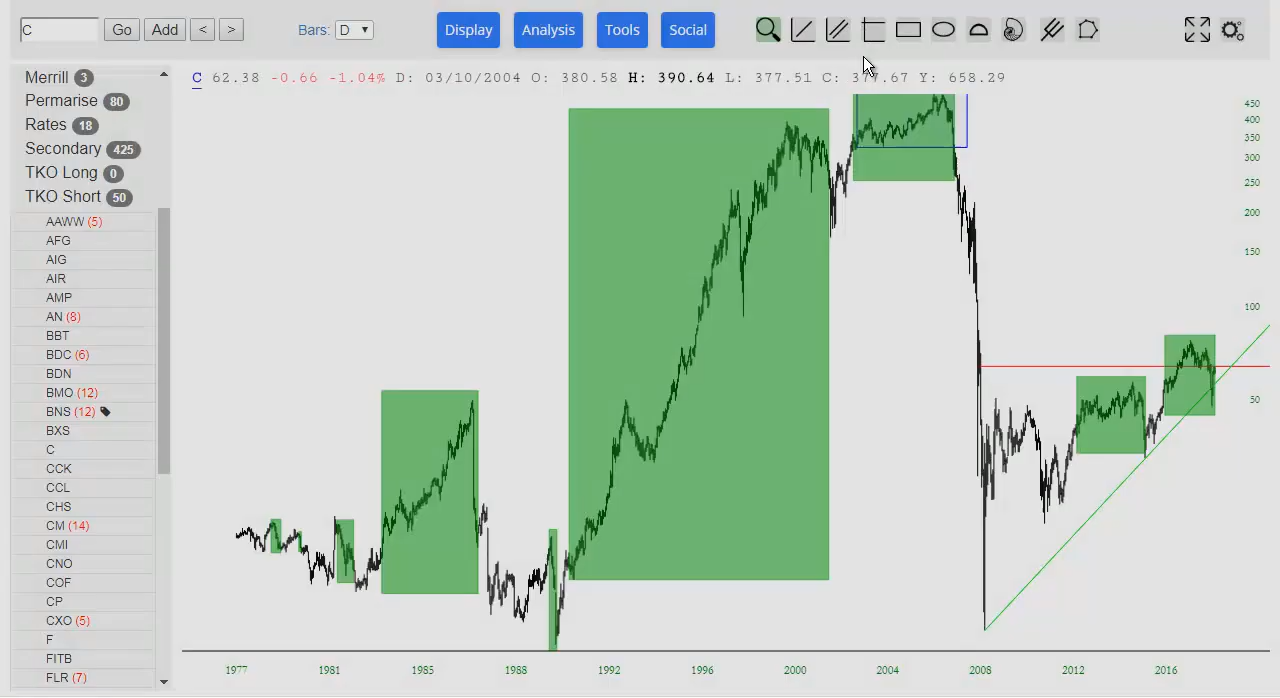 C Go Add < > Bars: D Display Analysis Tools Social
C 62.38 -0.66 -1.04% D: 03/10/2004 O: 380.58 H: 390.64 L: 377.51 C: 377.67 Y: 658.29
Merrill 3
Permarise 80
Rates 18
Secondary 425
TKO Long 0
TKO Short 50
AAWW (5)
AFG
AIG
AIR
AMP
AN (8)
BBT
BDC (6)
BDN
BMO (12)
BNS (12)
BXS
C
CCK
CCL
CHS
CM (14)
CMI
CNO
COF
CP
CXO (5)
F
FITB
FLR (7)
450
400
350
300
250
200
150
100
50
1977 1981 1985 1988 1992 1996 2000 2004 2008 2012 2016